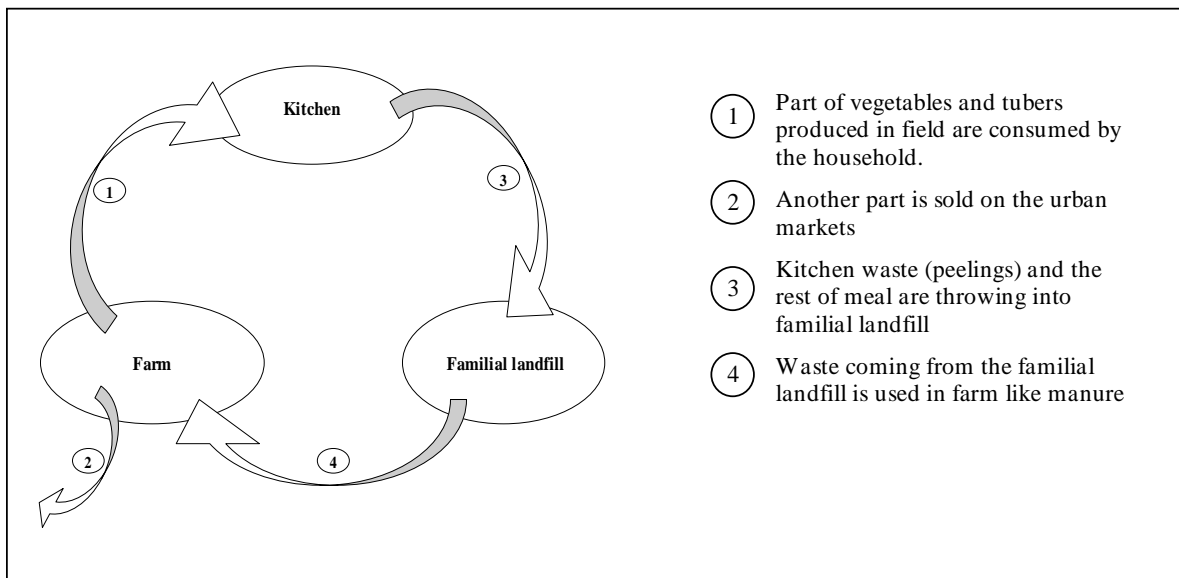 Kitchen
1
3
Farm
Familial landfill
2
4
1
Part of vegetables and tubers
produced in field are consumed by
the household.
2
Another part is sold on the urban
markets
3
Kitchen waste (peelings) and the
rest of meal are throwing into
familial landfill
4
Waste coming from the familial
landfill is used in farm like manure